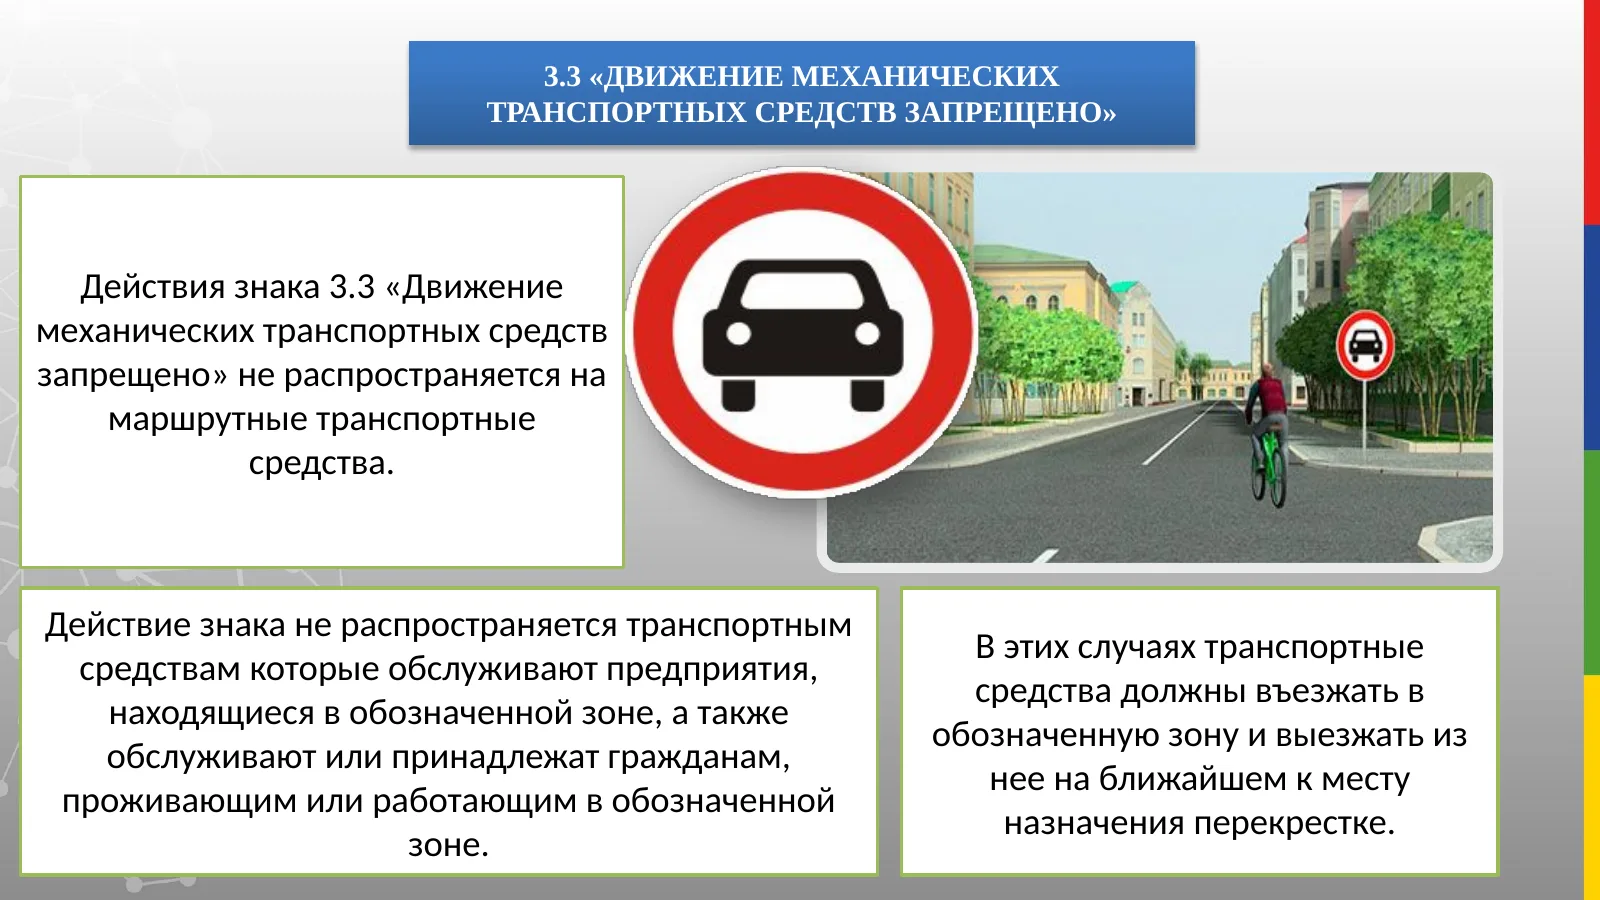 3.3 «ДВИЖЕНИЕ МЕХАНИЧЕСКИХ
ТРАНСПОРТНЫХ СРЕДСТВ ЗАПРЕЩЕНО»
Действия знака 3.3 «Движение
механических транспортных средств
запрещено» не распространяется на
маршрутные транспортные
средства.
Действие знака не распространяется транспортным
средствам которые обслуживают предприятия,
находящиеся в обозначенной зоне, а также
обслуживают или принадлежат гражданам,
проживающим или работающим в обозначенной
зоне.
В этих случаях транспортные
средства должны въезжать в
обозначенную зону и выезжать из
нее на ближайшем к месту
назначения перекрестке.